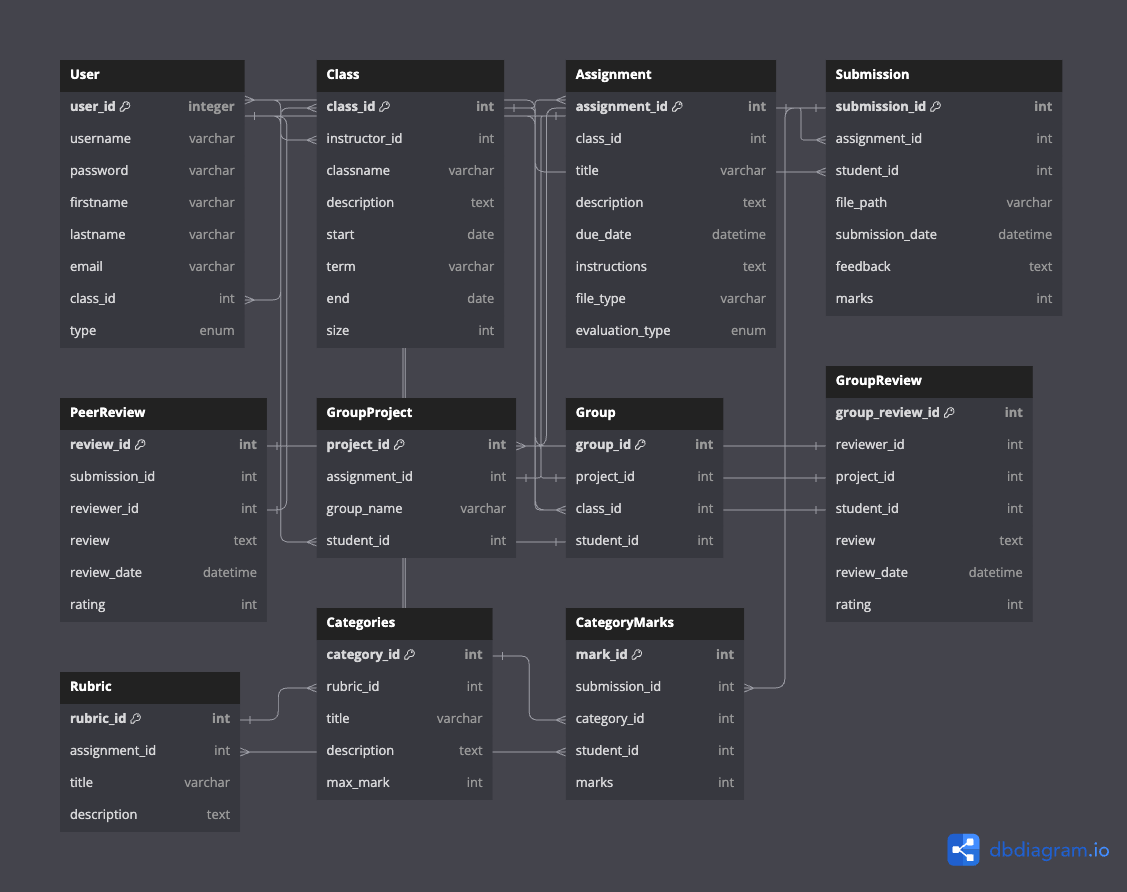 User
user_id integer
username varchar
password varchar
firstname varchar
lastname varchar
email varchar
class_id int
type enum
Class
class_id int
instructor_id int
classname varchar
description text
start date
term varchar
end date
size int
Assignment
assignment_id int
class_id int
title varchar
description text
due_date datetime
instructions text
file_type varchar
evaluation_type enum
Submission
submission_id int
assignment_id int
student_id int
file_path varchar
submission_date datetime
feedback text
marks int
PeerReview
review_id int
submission_id int
reviewer_id int
review text
review_date datetime
rating int
GroupProject
project_id int
assignment_id int
group_name varchar
student_id int
Group
group_id int
project_id int
class_id int
student_id int
GroupReview
group_review_id int
reviewer_id int
project_id int
student_id int
review text
review_date datetime
rating int
Rubric
rubric_id int
assignment_id int
title varchar
description text
Categories
category_id int
rubric_id int
title varchar
description text
max_mark int
CategoryMarks
mark_id int
submission_id int
category_id int
student_id int
marks int
dbdiagram.io